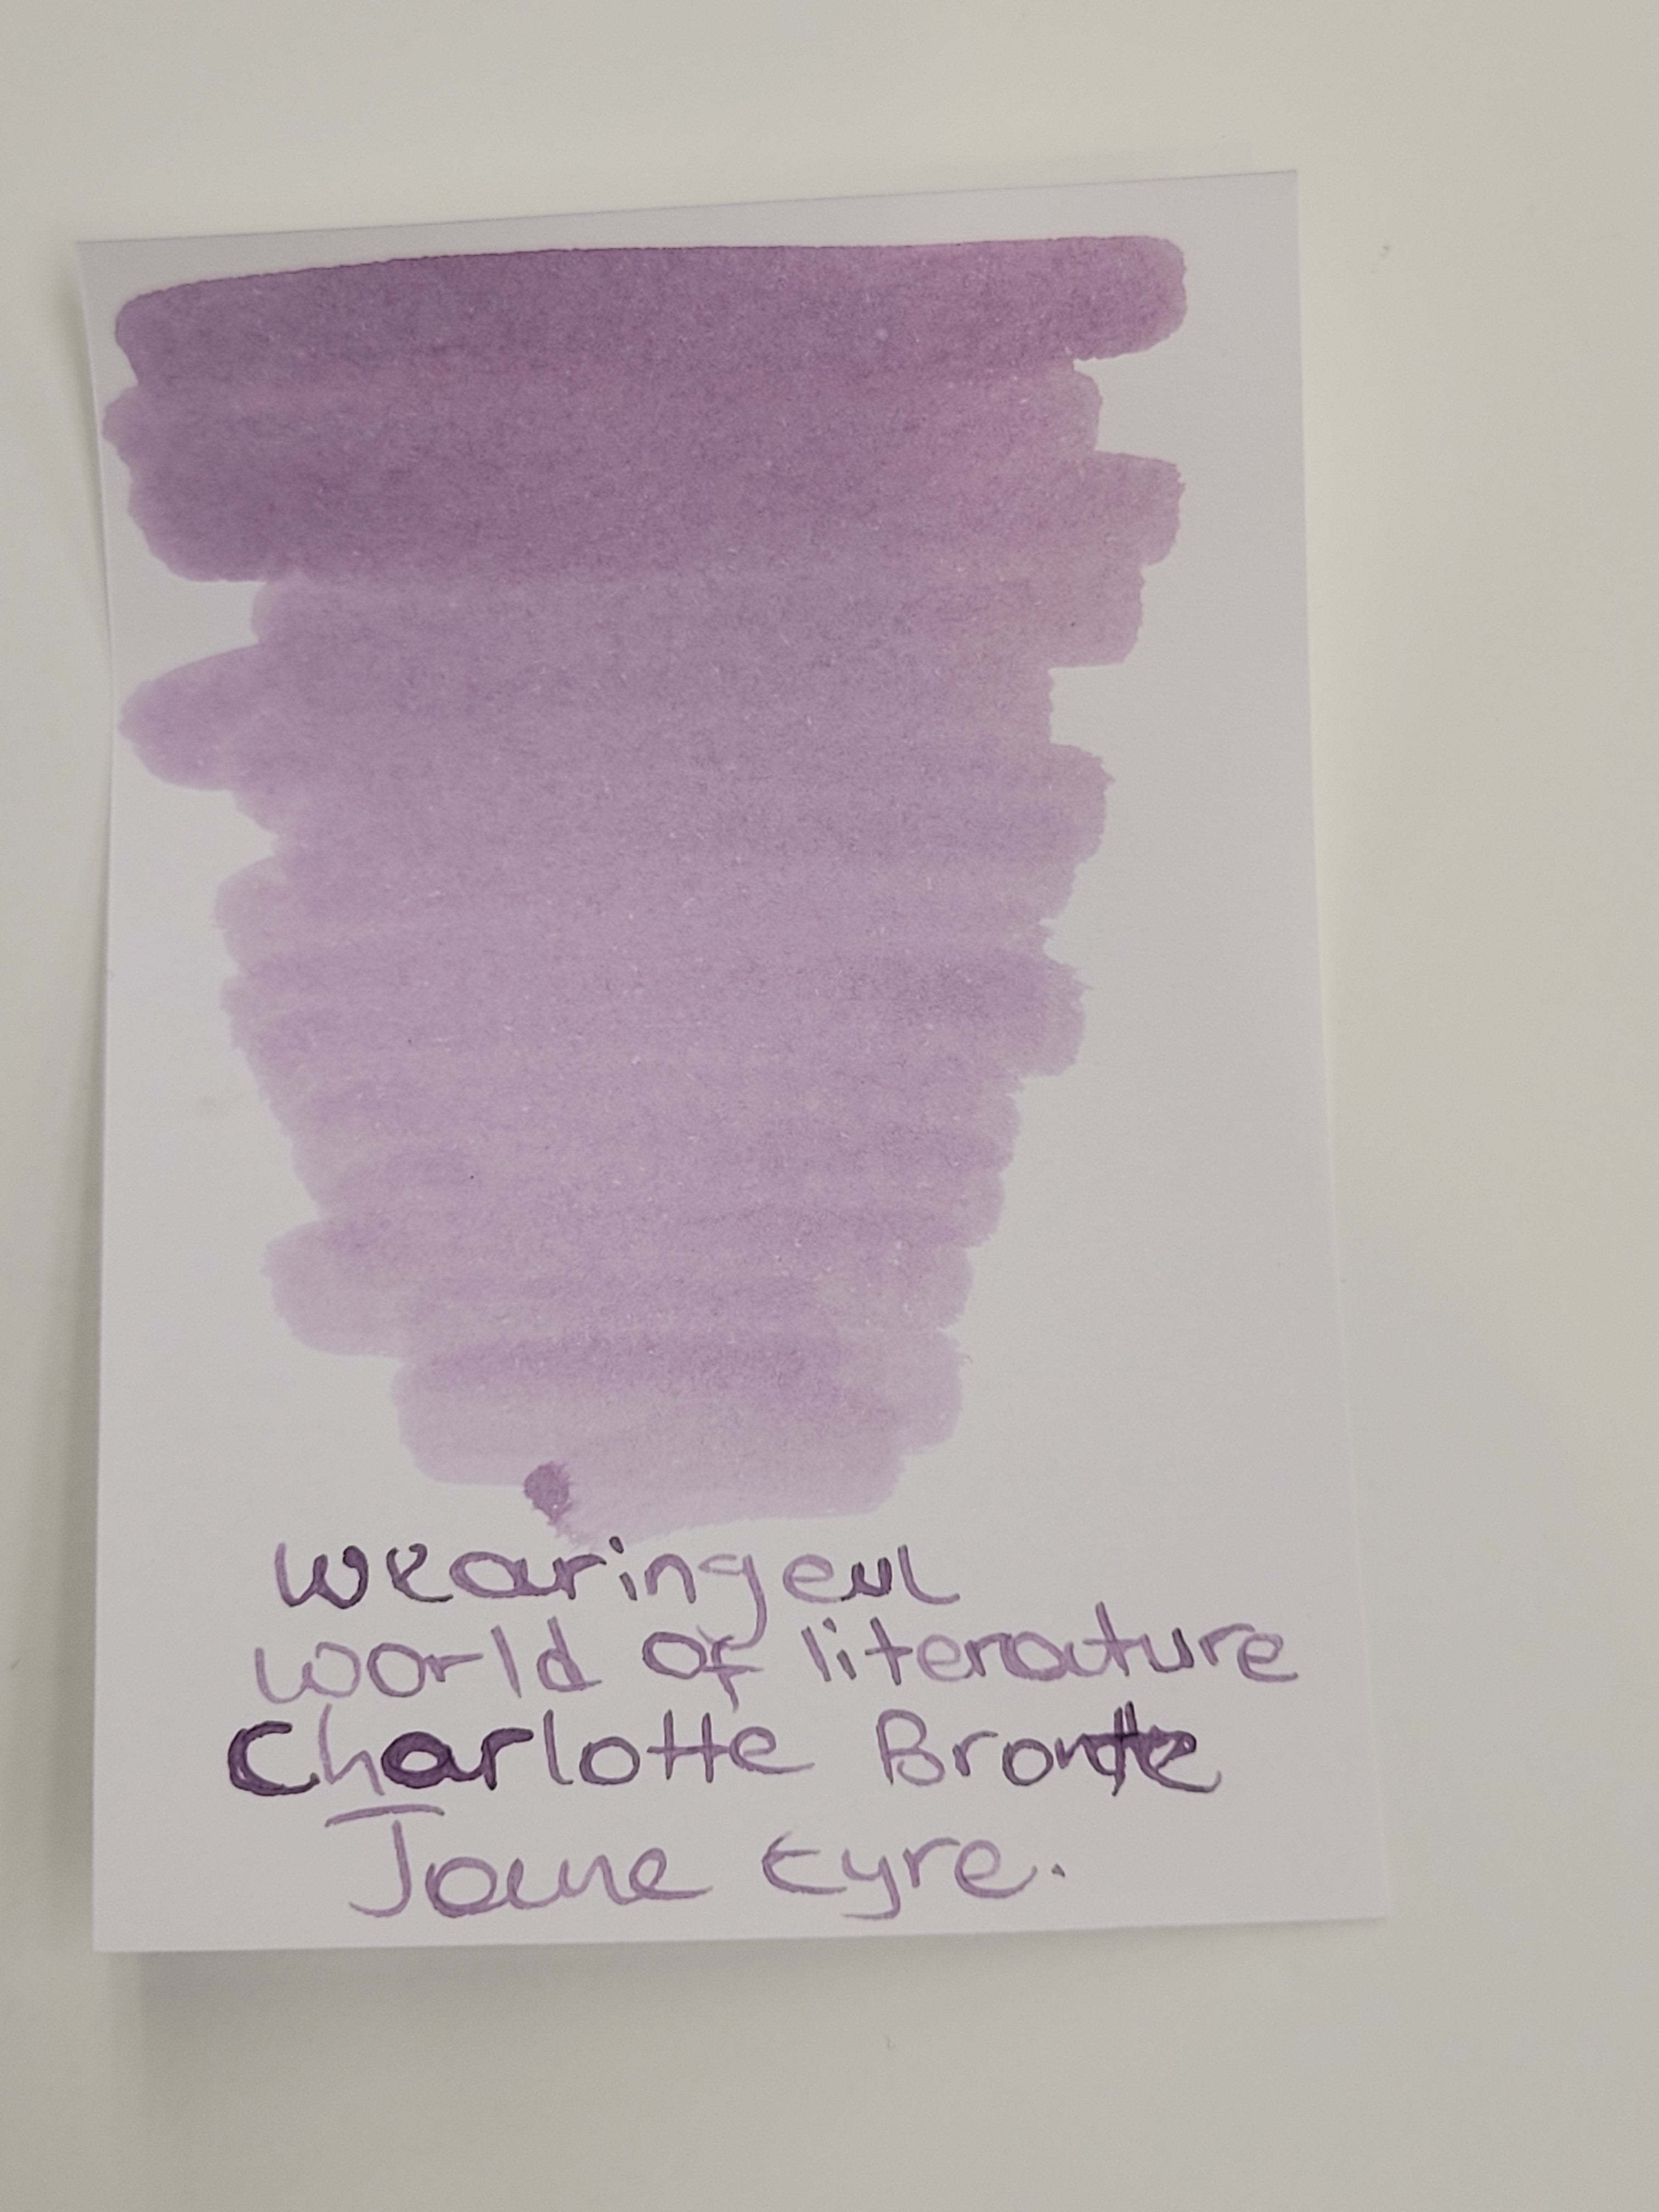 Wearingeul
world of literature
Charlotte Bronte
Jane Eyre.